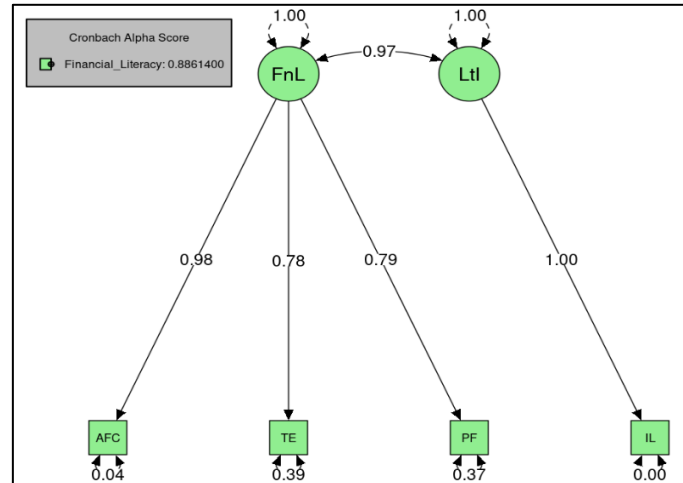 1.00
1.00
Cronbach Alpha Score
Financial_Literacy: 0.8861400
0.97
FnL
LtI
0.98
0.78
0.79
1.00
AFC
TE
PF
IL
0.04
0.39
0.37
0.00